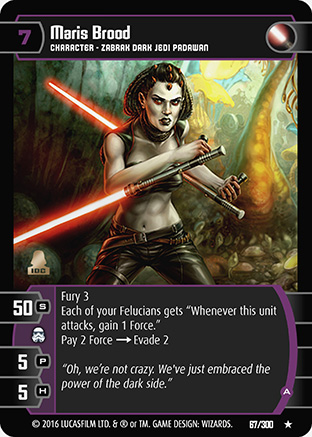 7
Maris Brood
CHARACTER - ZABRAK DARK JEDI PADAWAN
IDC
50 S
5 P
5 H
Fury 3
Each of your Felucians gets “Whenever this unit
attacks, gain 1 Force.”
Pay 2 Force → Evade 2
“Oh, we're not crazy. We've just embraced the
power of the dark side.”
A
© 2016 LUCASFILM LTD. & ® or TM. GAME DESIGN: WIZARDS.
67/300 ★